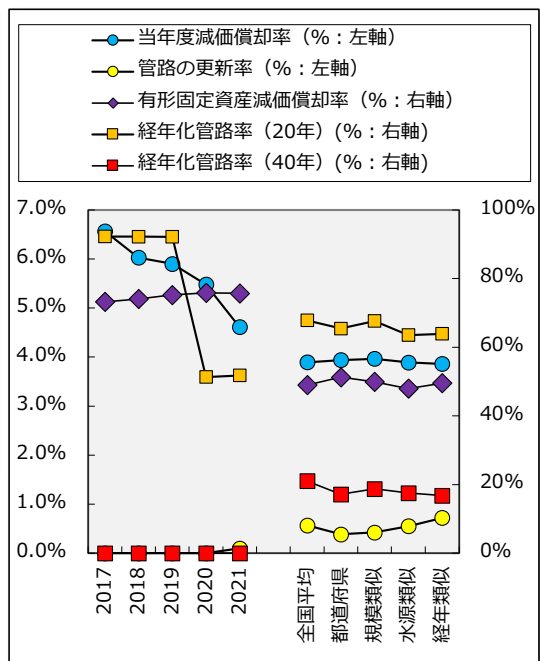 当年度減価償却率（%：左軸）
管路の更新率（%：左軸）
有形固定資産減価償却率（%：右軸）
経年化管路率（20年）(%：右軸)
経年化管路率（40年）(%：右軸)
7.0%
6.0%
5.0%
4.0%
3.0%
2.0%
1.0%
0.0%
100%
80%
60%
40%
20%
0%
2017
2018
2019
2020
2021
全国平均
都道府県
規模類似
水源類似
経年類似